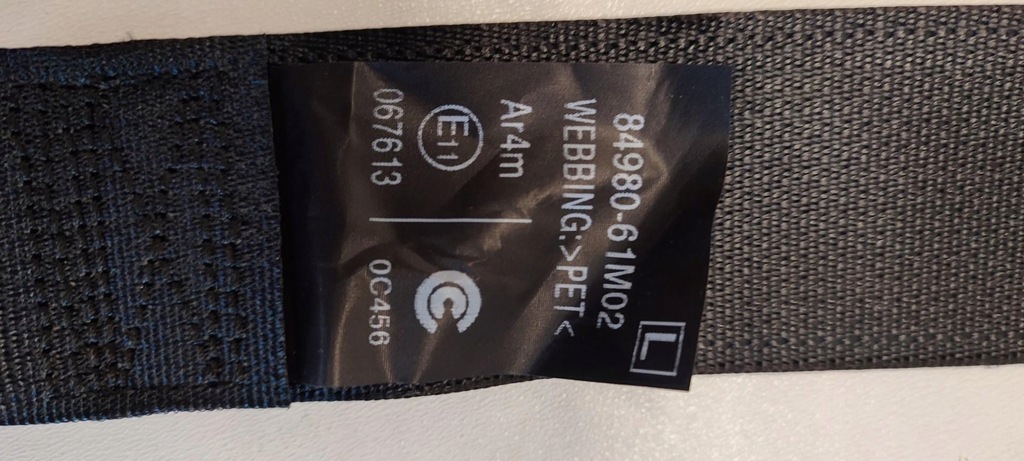 L
84980-61M02
WEBBING:>PET<
Ar4m
E11
067613
0C456